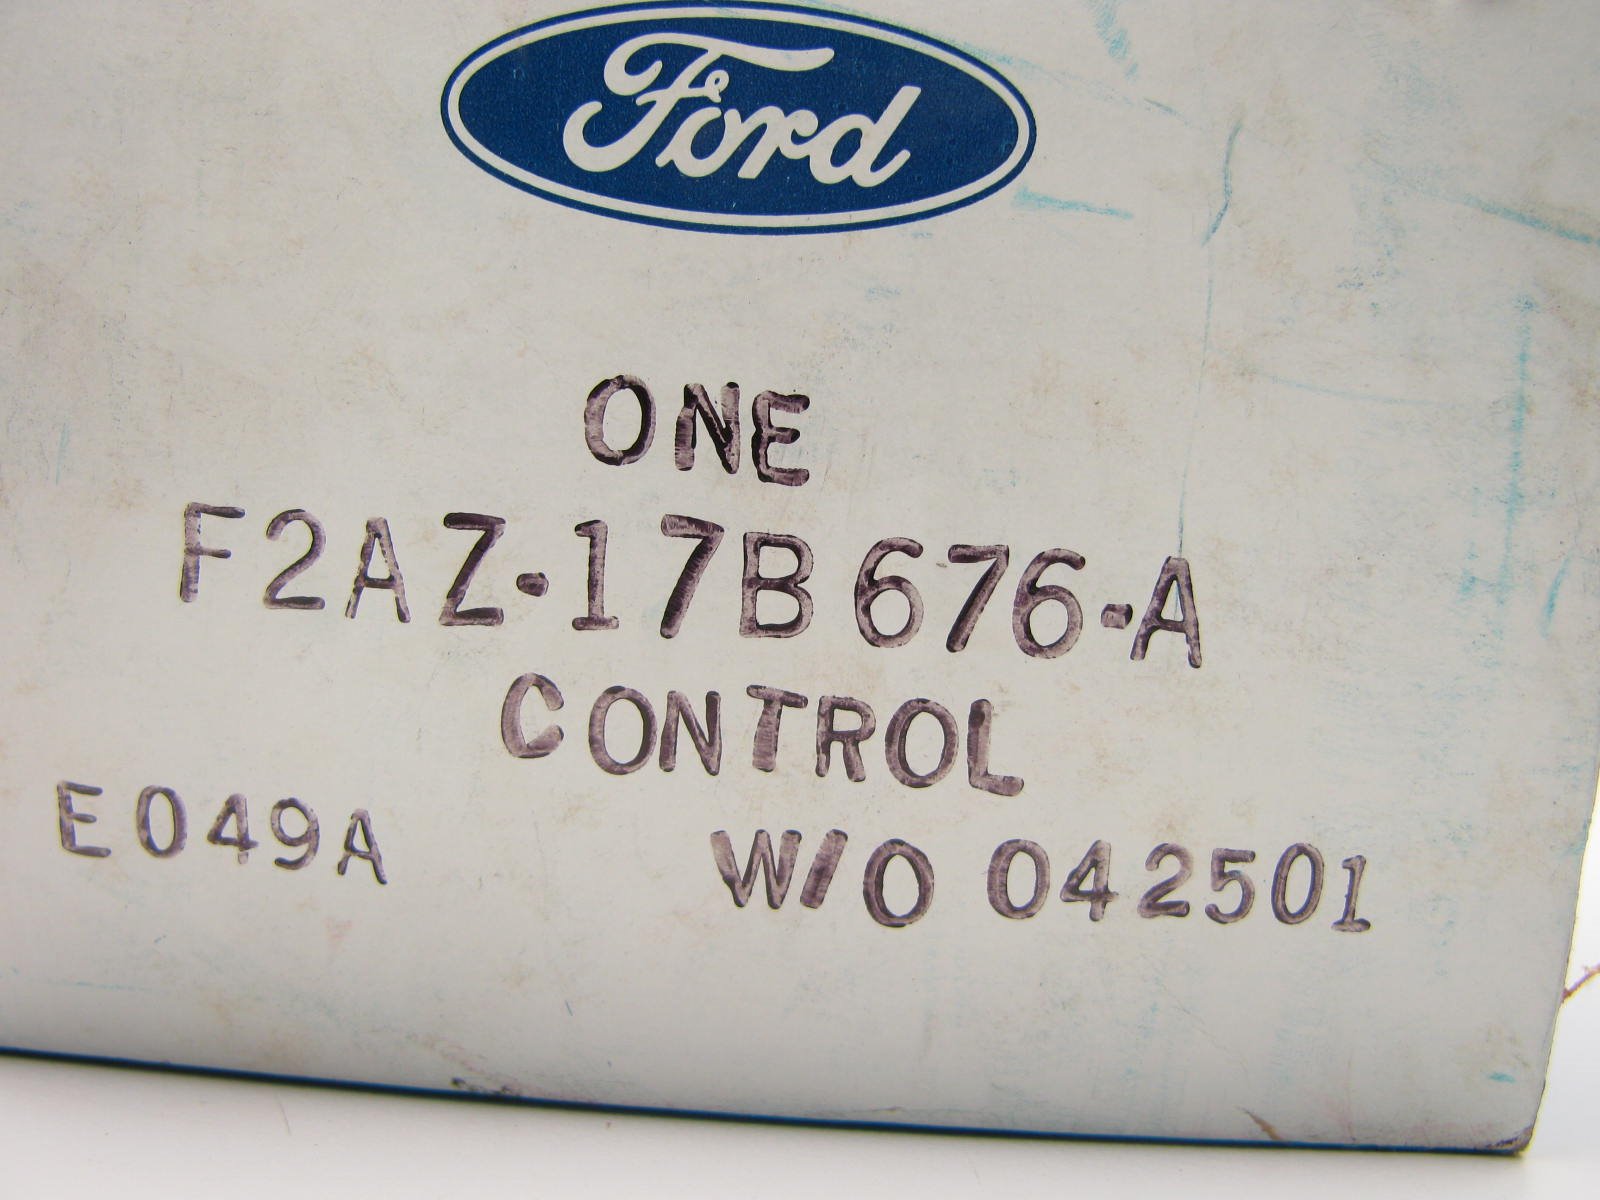 Ford
ONE
F2AZ-17B676-A
CONTROL
E049A W/O 042501